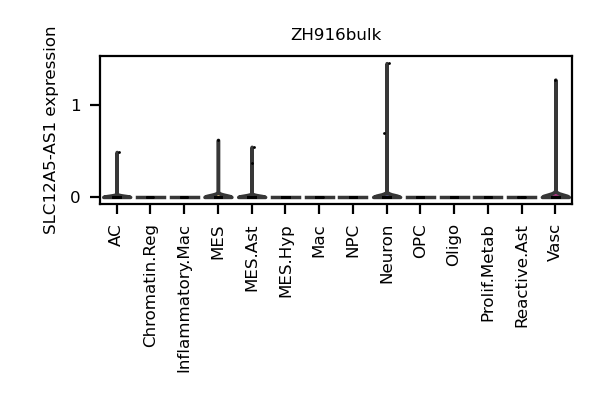 ZH916bulk
SLC12A5-AS1 expression
1
0
AC
Chromatin.Reg
Inflammatory.Mac
MES
MES.Ast
MES.Hyp
Mac
NPC
Neuron
OPC
Oligo
Prolif.Metab
Reactive.Ast
Vasc